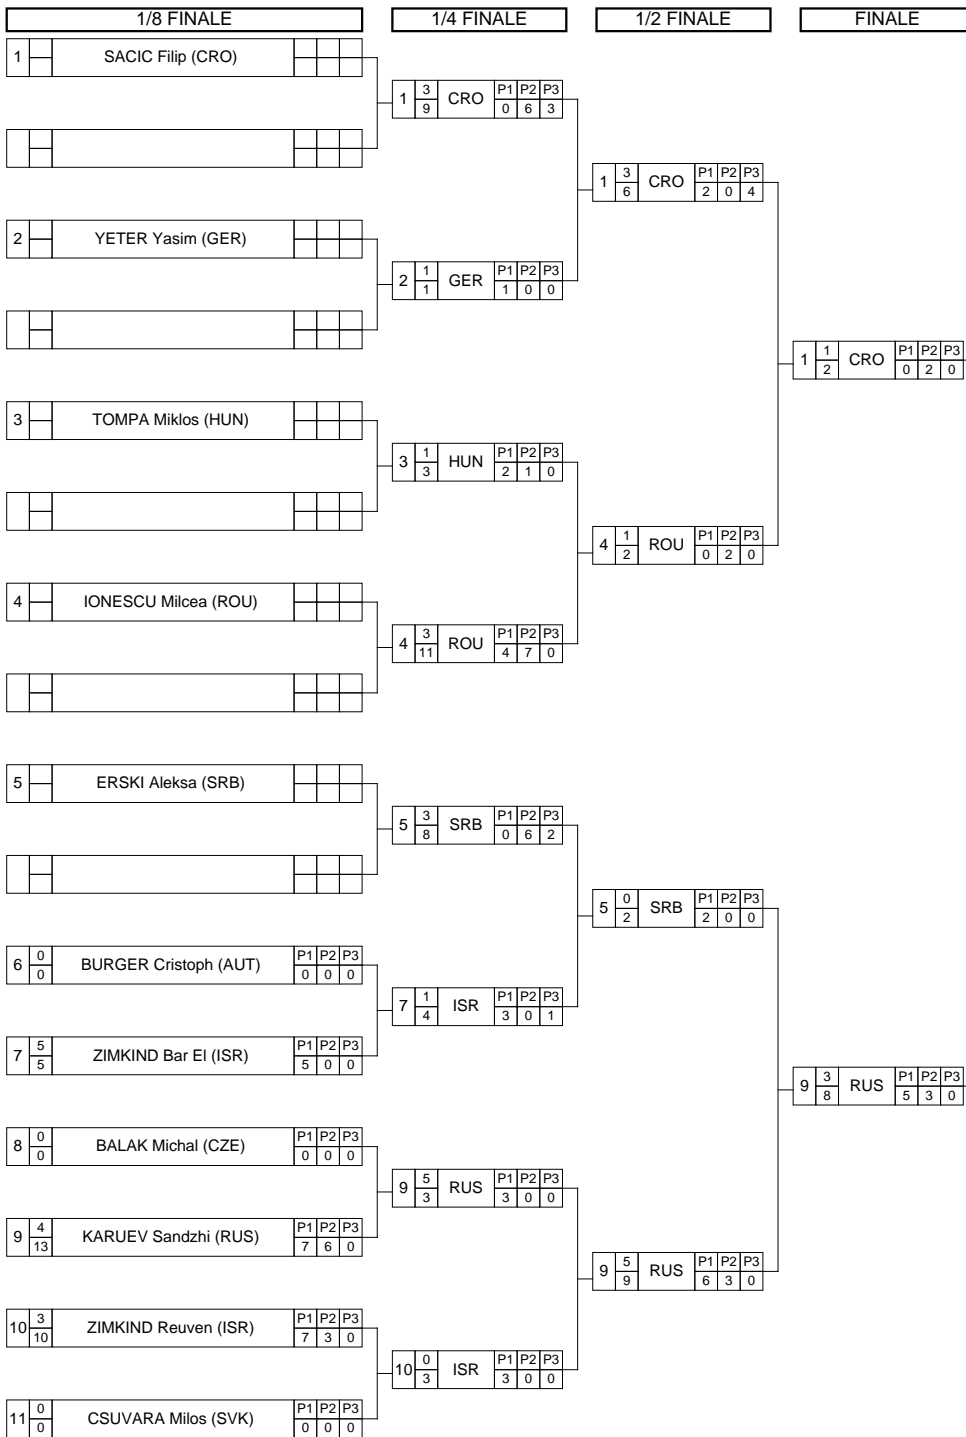 1/8 FINALE 1/4 FINALE 1/2 FINALE FINALE
1 SACIC Filip (CRO)
1 3 9 CRO P1 P2 P3 0 6 3
1 3 6 CRO P1 P2 P3 2 0 4
2 YETER Yasim (GER)
2 1 1 GER P1 P2 P3 1 0 0
1 1 2 CRO P1 P2 P3 0 2 0
3 TOMPA Miklos (HUN)
3 1 3 HUN P1 P2 P3 2 1 0
4 1 2 ROU P1 P2 P3 0 2 0
4 IONESCU Milcea (ROU)
4 3 11 ROU P1 P2 P3 4 7 0
5 ERSKI Aleksa (SRB)
5 3 8 SRB P1 P2 P3 0 6 2
5 0 2 SRB P1 P2 P3 2 0 0
6 0 0 BURGER Cristoph (AUT) P1 P2 P3 0 0 0
7 1 4 ISR P1 P2 P3 3 0 1
7 5 5 ZIMKIND Bar El (ISR) P1 P2 P3 5 0 0
9 3 8 RUS P1 P2 P3 5 3 0
8 0 0 BALAK Michal (CZE) P1 P2 P3 0 0 0
9 5 3 RUS P1 P2 P3 3 0 0
9 4 13 KARUEV Sandzhi (RUS) P1 P2 P3 7 6 0
9 5 9 RUS P1 P2 P3 6 3 0
10 3 10 ZIMKIND Reuven (ISR) P1 P2 P3 7 3 0
10 0 3 ISR P1 P2 P3 3 0 0
11 0 0 CSUVARA Milos (SVK) P1 P2 P3 0 0 0